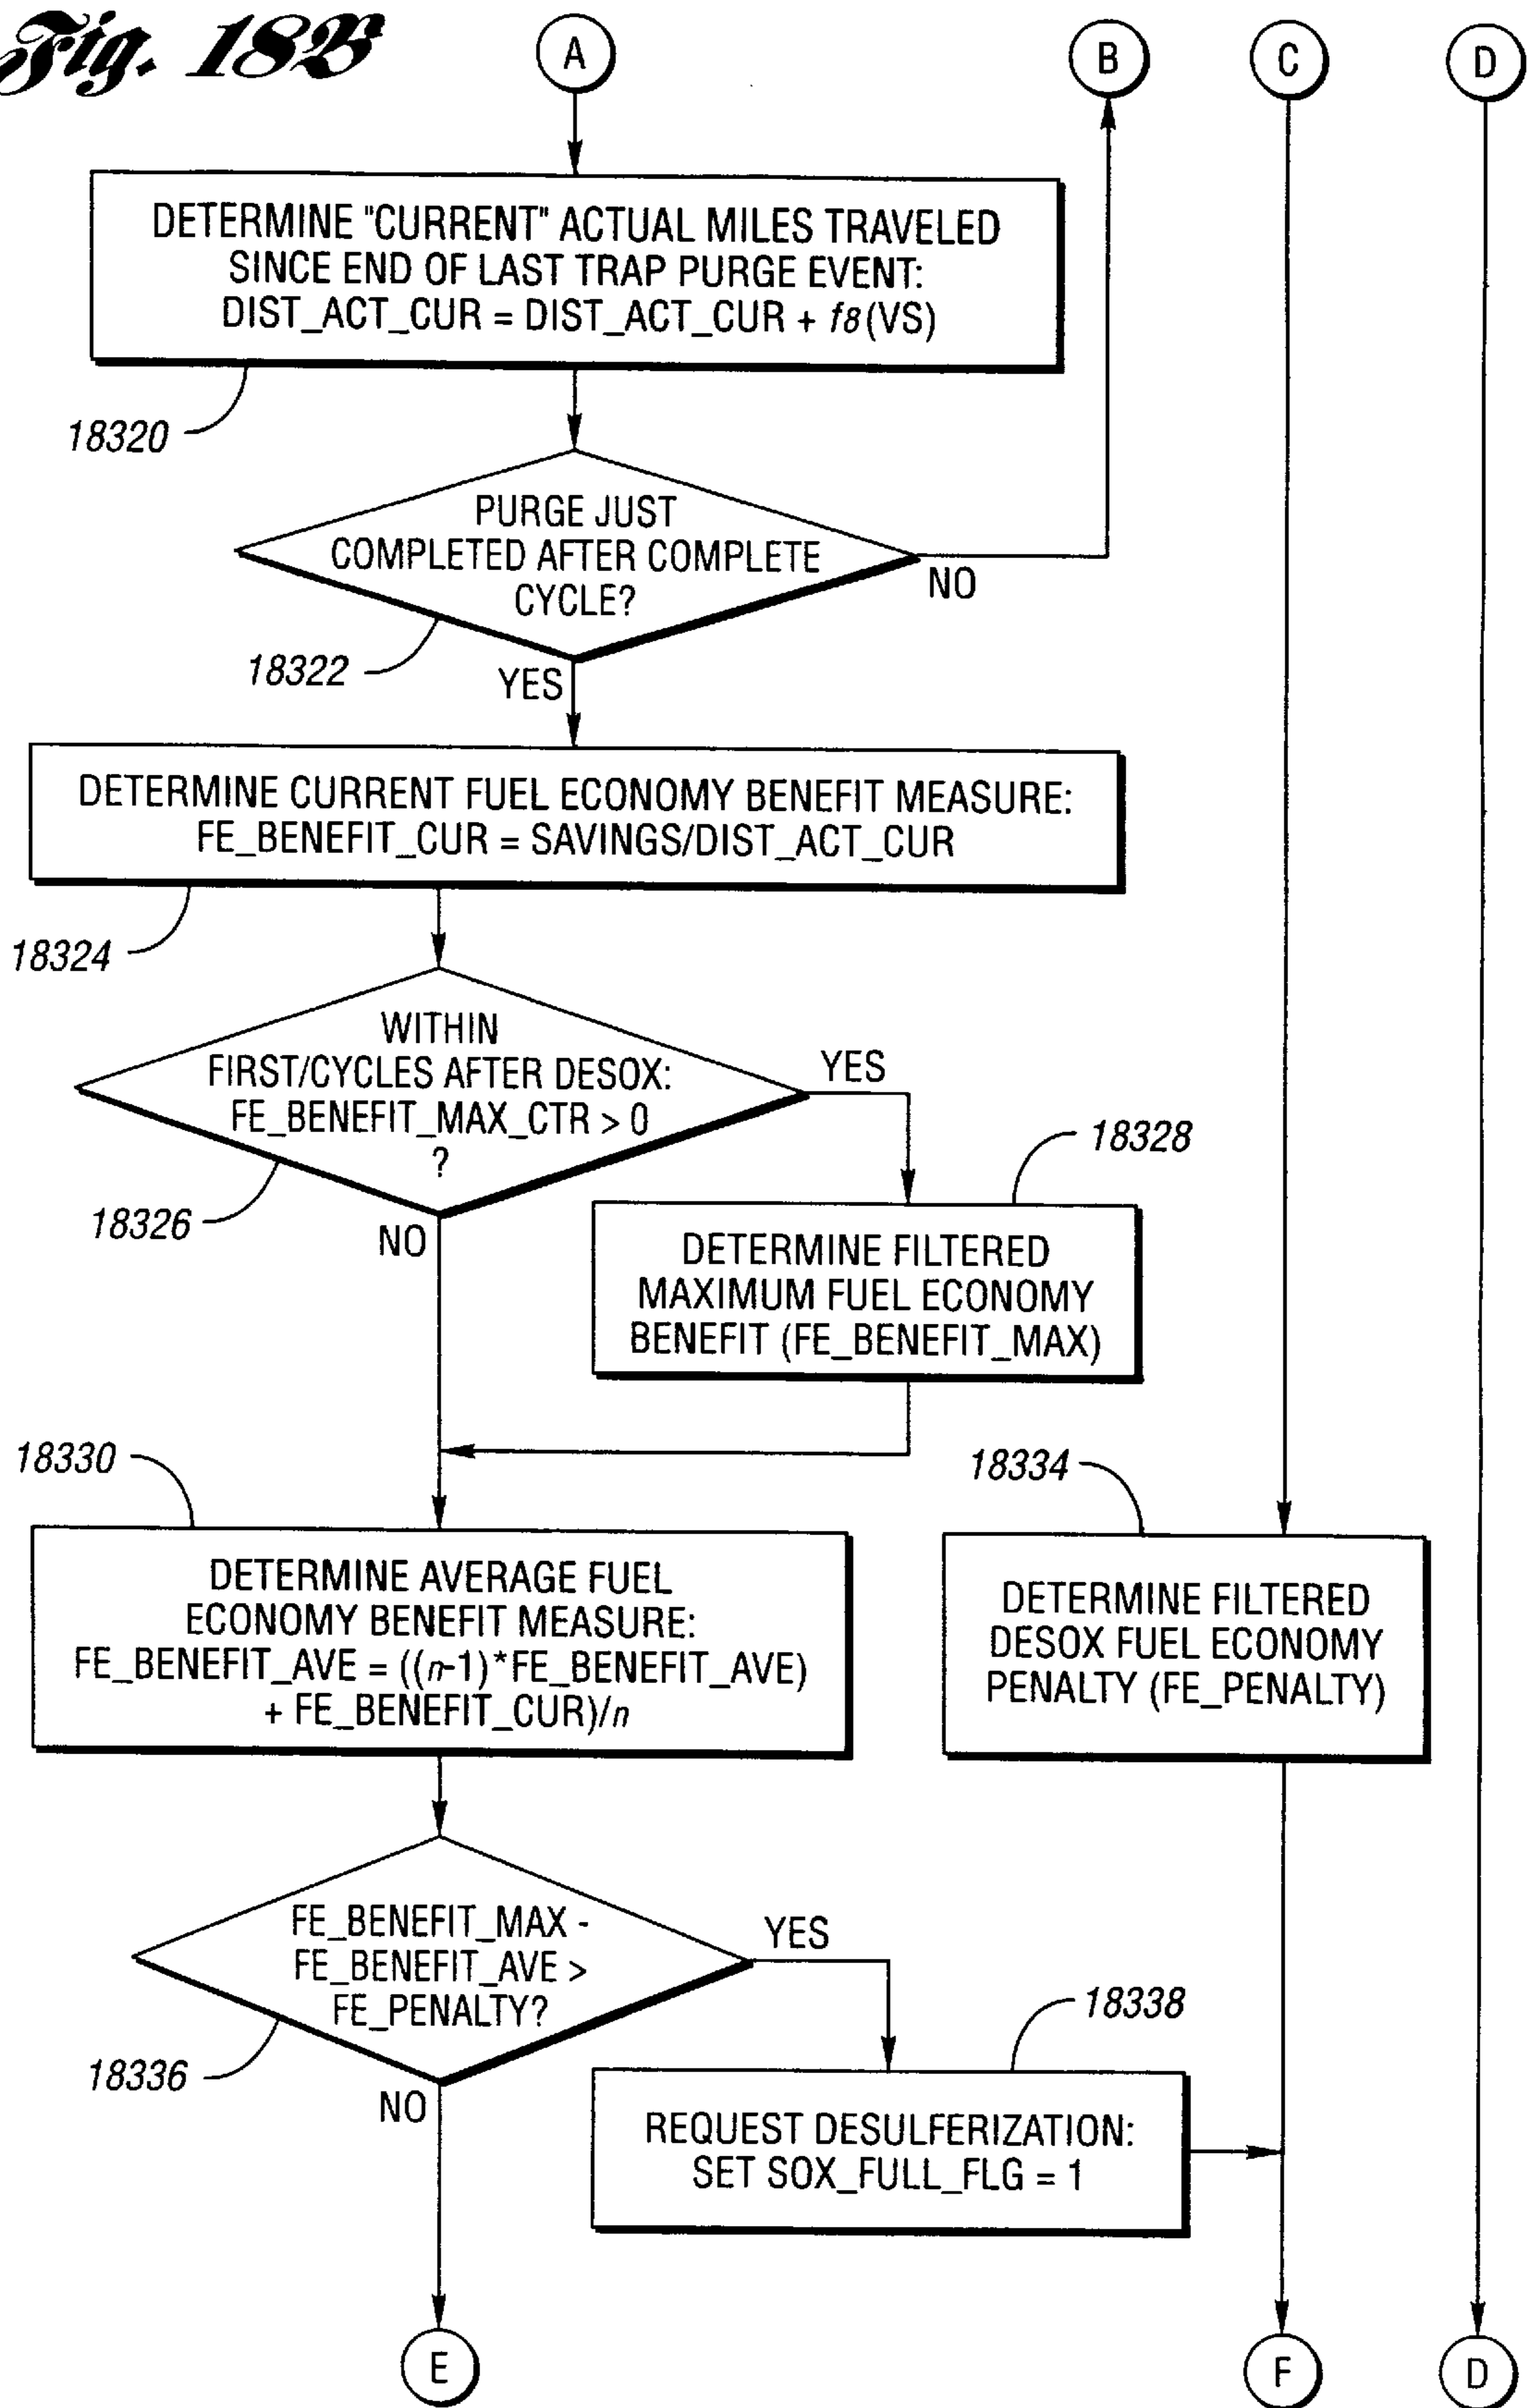 Fig. 18B
A
B
C
D
DETERMINE "CURRENT" ACTUAL MILES TRAVELED
SINCE END OF LAST TRAP PURGE EVENT:
DIST_ACT_CUR = DIST_ACT_CUR + f8(VS)
18320
PURGE JUST
COMPLETED AFTER COMPLETE
CYCLE?
NO
18322
YES
DETERMINE CURRENT FUEL ECONOMY BENEFIT MEASURE:
FE_BENEFIT_CUR = SAVINGS/DIST_ACT_CUR
18324
WITHIN
FIRST/CYCLES AFTER DESOX:
FE_BENEFIT_MAX_CTR > 0
?
YES
18326
NO
18328
DETERMINE FILTERED
MAXIMUM FUEL ECONOMY
BENEFIT (FE_BENEFIT_MAX)
18330
DETERMINE AVERAGE FUEL
ECONOMY BENEFIT MEASURE:
FE_BENEFIT_AVE = ((n-1)*FE_BENEFIT_AVE)
+ FE_BENEFIT_CUR)/n
18334
DETERMINE FILTERED
DESOX FUEL ECONOMY
PENALTY (FE_PENALTY)
FE_BENEFIT_MAX -
FE_BENEFIT_AVE >
FE_PENALTY?
YES
18336
NO
18338
REQUEST DESULFERIZATION:
SET SOX_FULL_FLG = 1
E
F
D